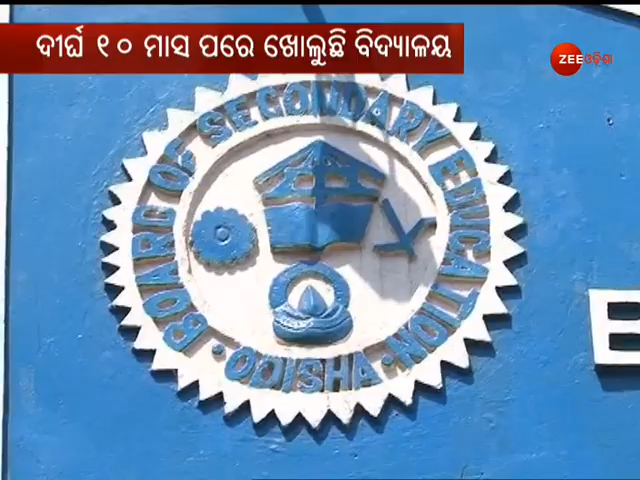 ଦୀର୍ଘ ୧୦ ମାସ ପରେ ଖୋଲୁଛି ବିଦ୍ୟାଳୟ
ZEE ଓଡ଼ିଶା
BOARD OF SECONDARY EDUCATION
• ODISHA •